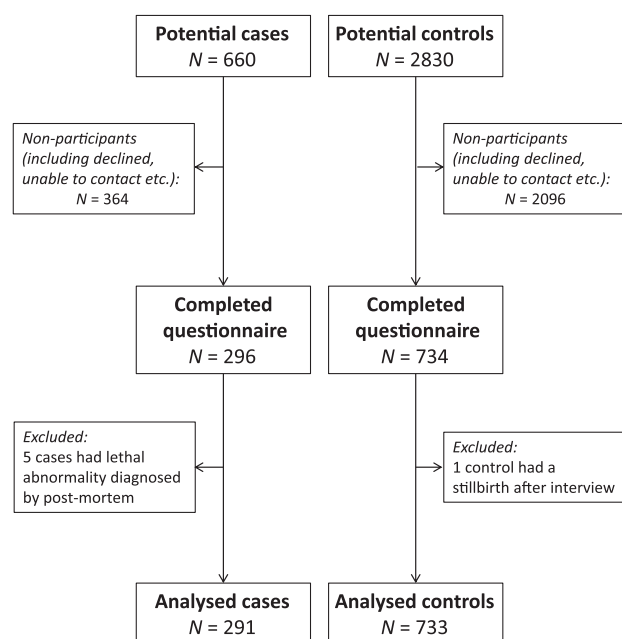 Potential cases
N = 660
Potential controls
N = 2830
Non-participants
(including declined,
unable to contact etc.):
N = 364
Non-participants
(including declined,
unable to contact etc.):
N = 2096
Completed
questionnaire
N = 296
Completed
questionnaire
N = 734
Excluded:
5 cases had lethal
abnormality diagnosed
by post-mortem
Excluded:
1 control had a
stillbirth after interview
Analysed cases
N = 291
Analysed controls
N = 733